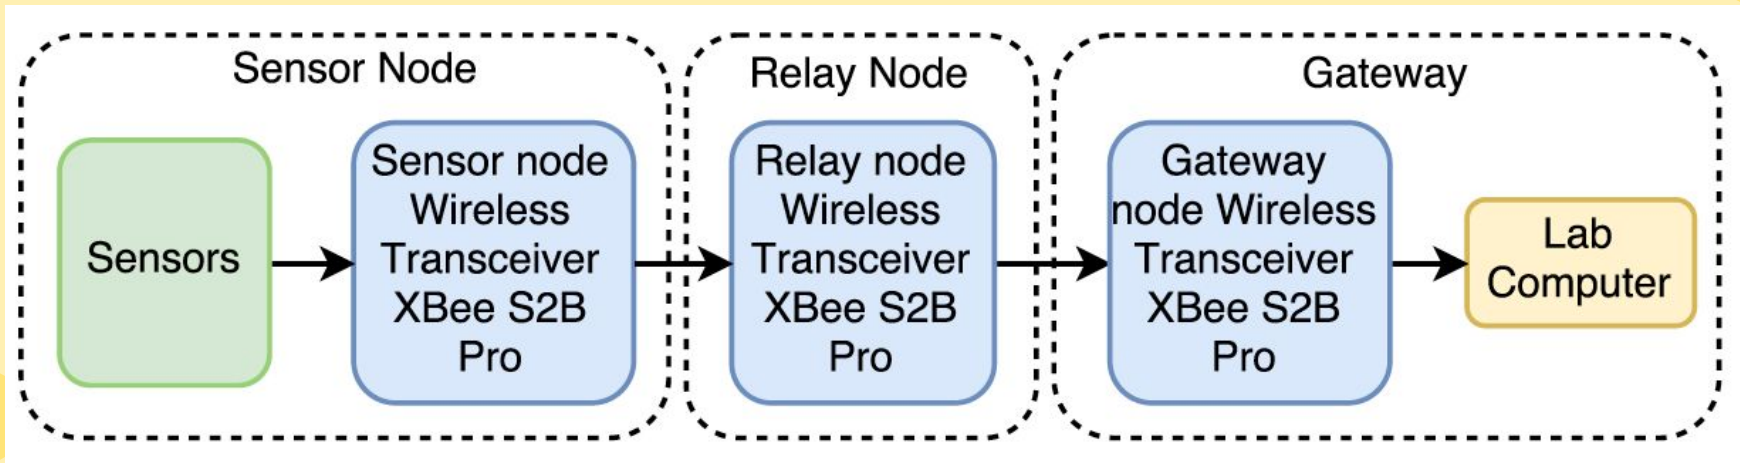 Sensor Node
Sensors
Sensor node
Wireless
Transceiver
XBee S2B
Pro
Relay Node
Relay node
Wireless
Transceiver
XBee S2B
Pro
Gateway
Gateway
node Wireless
Transceiver
XBee S2B
Pro
Lab
Computer